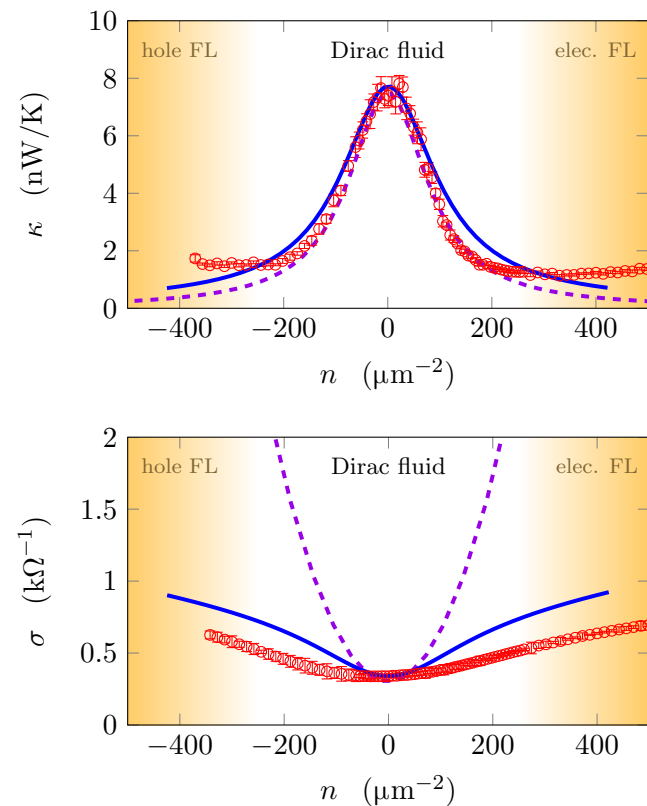 10
8
6
4
2
0
κ (nW/K)
hole FL
Dirac fluid
elec. FL
−400 −200 0 200 400
n (μm⁻²)
2
1.5
1
0.5
0
σ (kΩ⁻¹)
hole FL
Dirac fluid
elec. FL
−400 −200 0 200 400
n (μm⁻²)